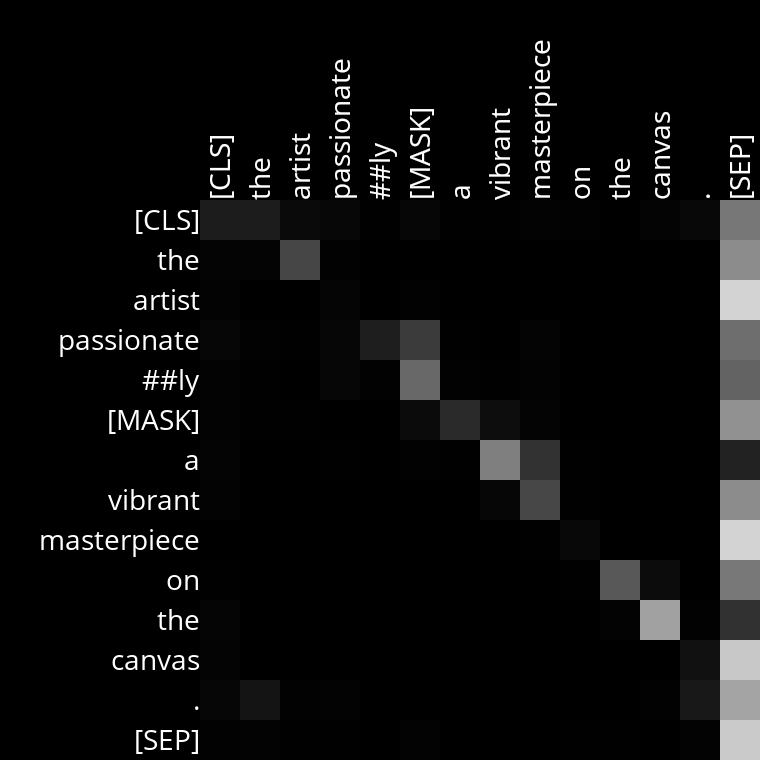 [CLS] the artist passionate ##ly [MASK] a vibrant masterpiece on the canvas . [SEP]
[CLS]
the
artist
passionate
##ly
[MASK]
a
vibrant
masterpiece
on
the
canvas
.
[SEP]